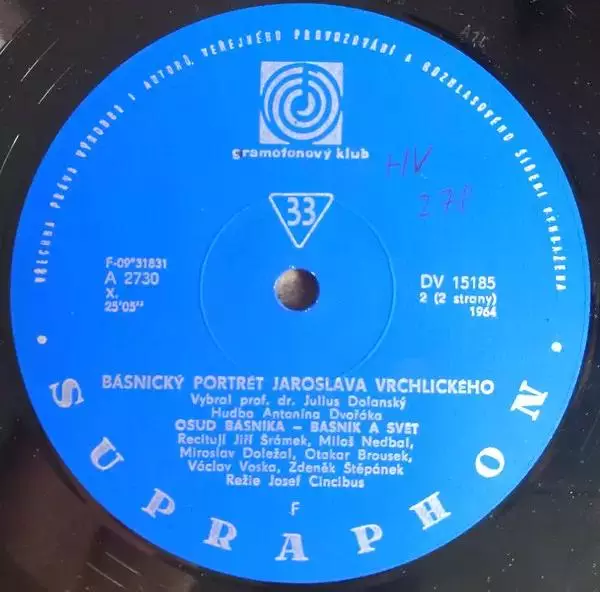 VŠECHNA PRÁVA VÝROBCE I AUTORŮ, VEŘEJNÉHO PROVOZOVÁNÍ A ROZHLASOVÉHO ŠÍŘENÍ VYHRAŽENA
gramofonový klub
HV
278
33
F-09*31831
A 2730
X.
25'05"
DV 15185
2 (2 strany)
1964
BÁSNICKÝ PORTRÉT JAROSLAVA VRCHLICKÉHO
Vybral prof. dr. Julius Dolanský
Hudba Antonína Dvořáka
OSUD BÁSNÍKA – BÁSNÍK A SVĚT
Recitují Jiří Šrámek, Miloš Nedbal,
Miroslav Doležal, Otakar Brousek,
Václav Voska, Zdeněk Štěpánek
Režie Josef Cincibus
F
SUPRAPHON